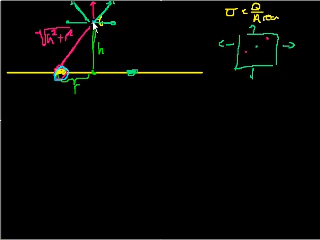 σ = Q
Area
√h²+r²
h
r